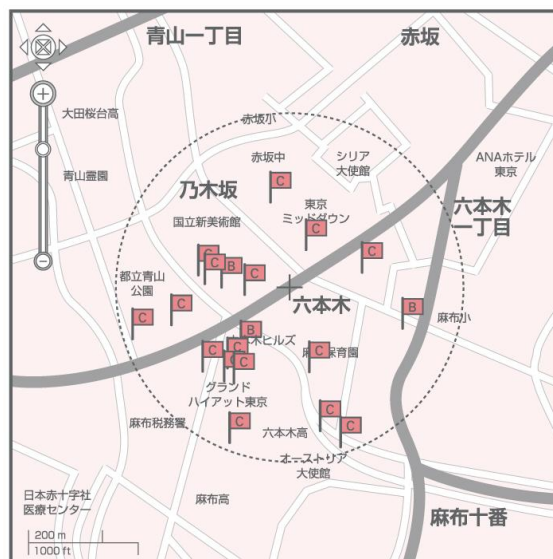 青山一丁目
赤坂
大田桜台高
赤坂小
赤坂中
シリア
大使館
ANAホテル
東京
青山霊園
乃木坂
国立新美術館
東京
ミッドダウン
六本木
一丁目
C
C
C
C
C
B
C
都立青山
公園
C
C
六本木
B
麻布小
B
木ヒルズ
C
C
C
C
保育園
C
グランド
ハイアット東京
C
C
C
麻布税務署
六本木高
オーストリア
大使館
日本赤十字社
医療センター
麻布高
麻布十番
200 m
1000 ft